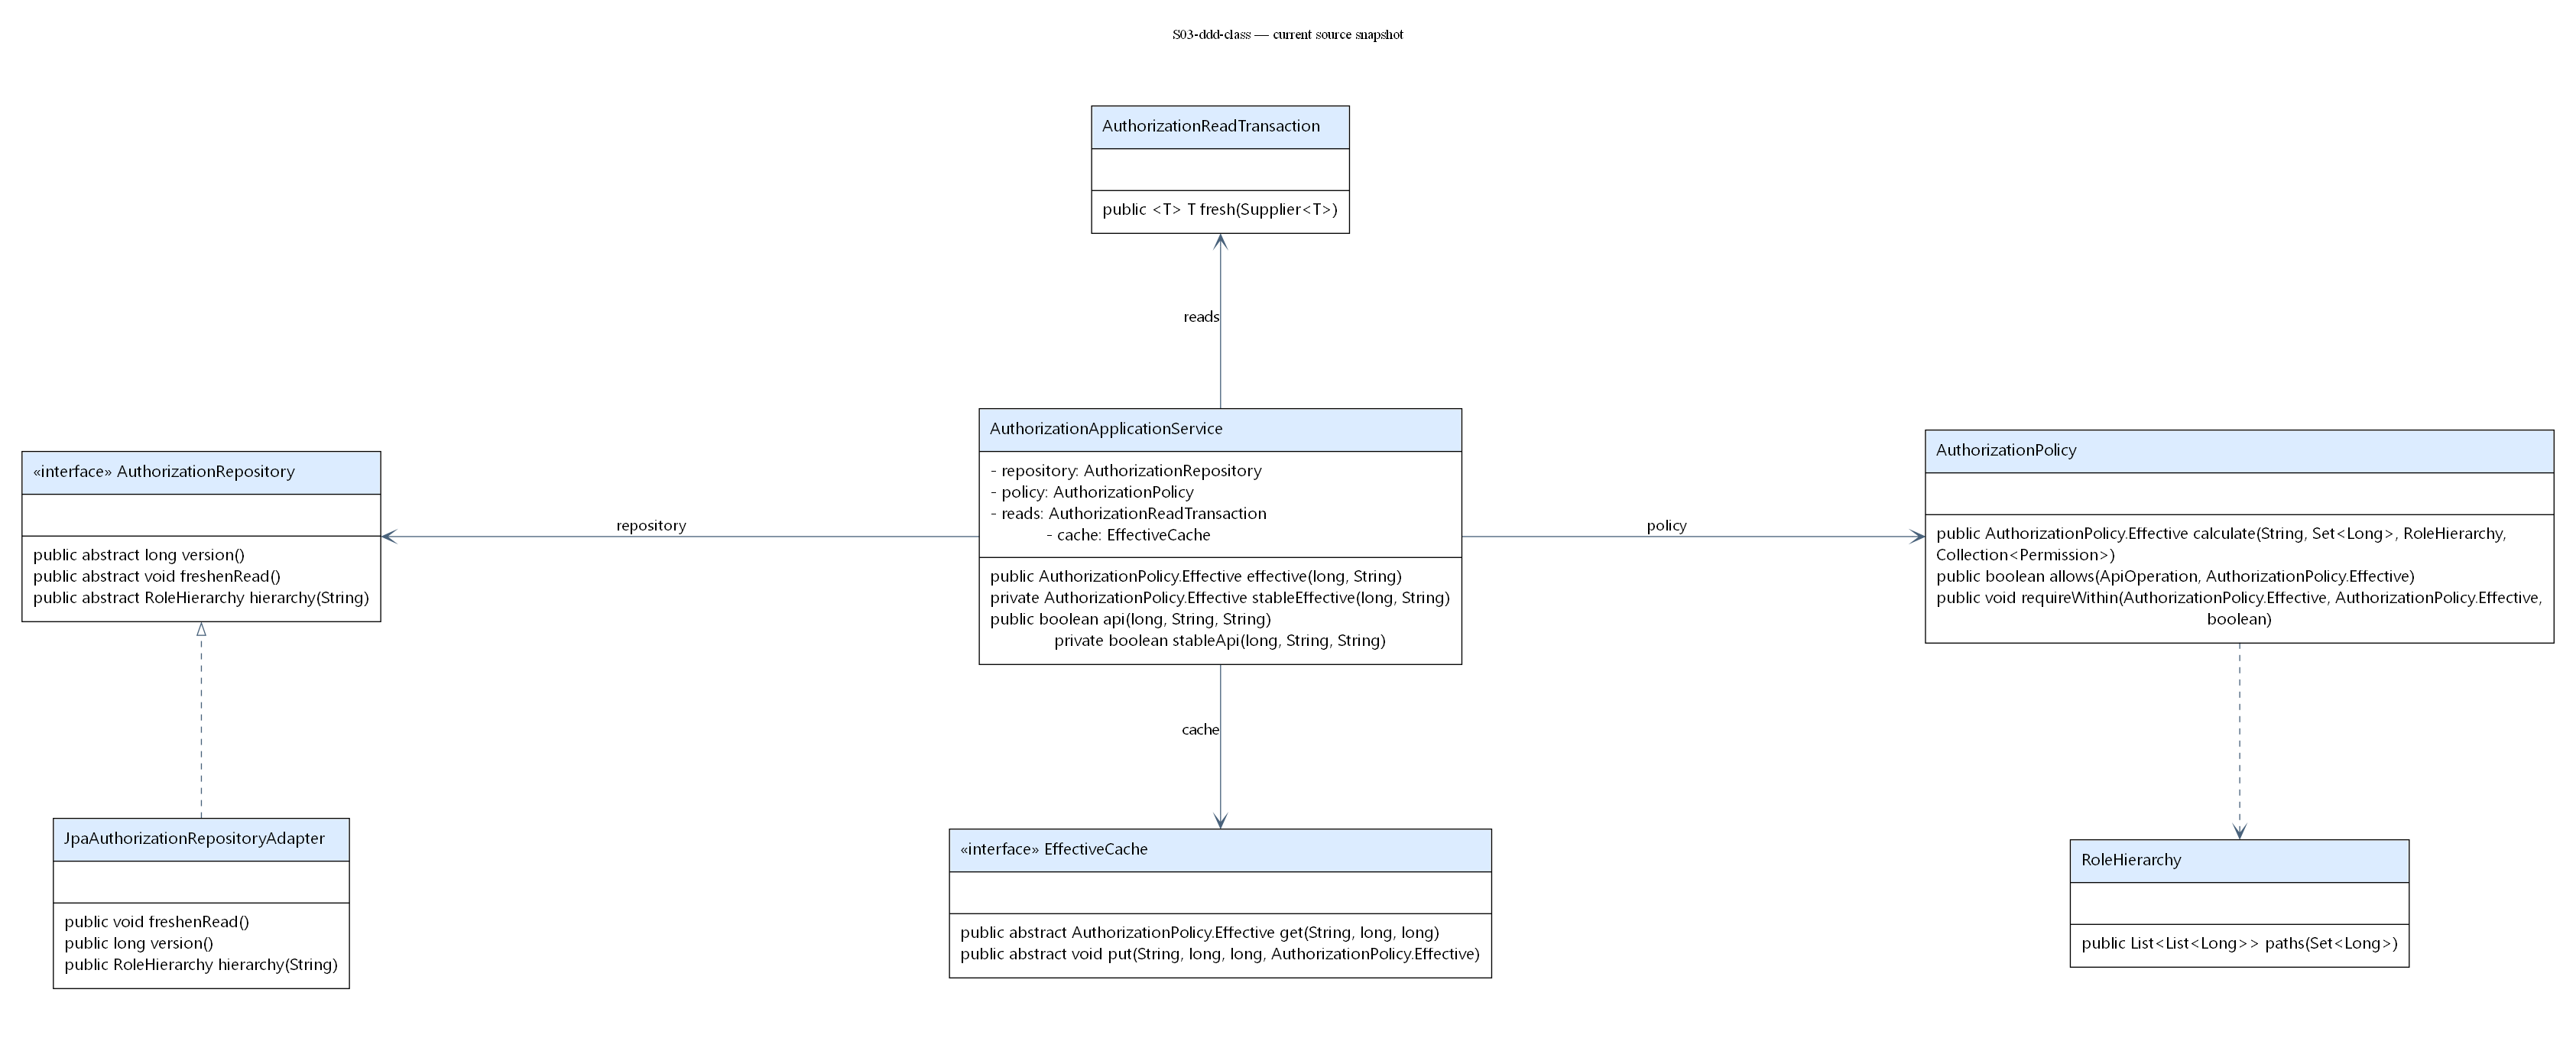 S03-ddd-class — current source snapshot
AuthorizationReadTransaction
public <T> T fresh(Supplier<T>)
reads
AuthorizationApplicationService
- repository: AuthorizationRepository
- policy: AuthorizationPolicy
- reads: AuthorizationReadTransaction
- cache: EffectiveCache
public AuthorizationPolicy.Effective effective(long, String)
private AuthorizationPolicy.Effective stableEffective(long, String)
public boolean api(long, String, String)
private boolean stableApi(long, String, String)
«interface» AuthorizationRepository
public abstract long version()
public abstract void freshenRead()
public abstract RoleHierarchy hierarchy(String)
repository
policy
AuthorizationPolicy
public AuthorizationPolicy.Effective calculate(String, Set<Long>, RoleHierarchy,
Collection<Permission>)
public boolean allows(ApiOperation, AuthorizationPolicy.Effective)
public void requireWithin(AuthorizationPolicy.Effective, AuthorizationPolicy.Effective,
boolean)
cache
JpaAuthorizationRepositoryAdapter
public void freshenRead()
public long version()
public RoleHierarchy hierarchy(String)
«interface» EffectiveCache
public abstract AuthorizationPolicy.Effective get(String, long, long)
public abstract void put(String, long, long, AuthorizationPolicy.Effective)
RoleHierarchy
public List<List<Long>> paths(Set<Long>)